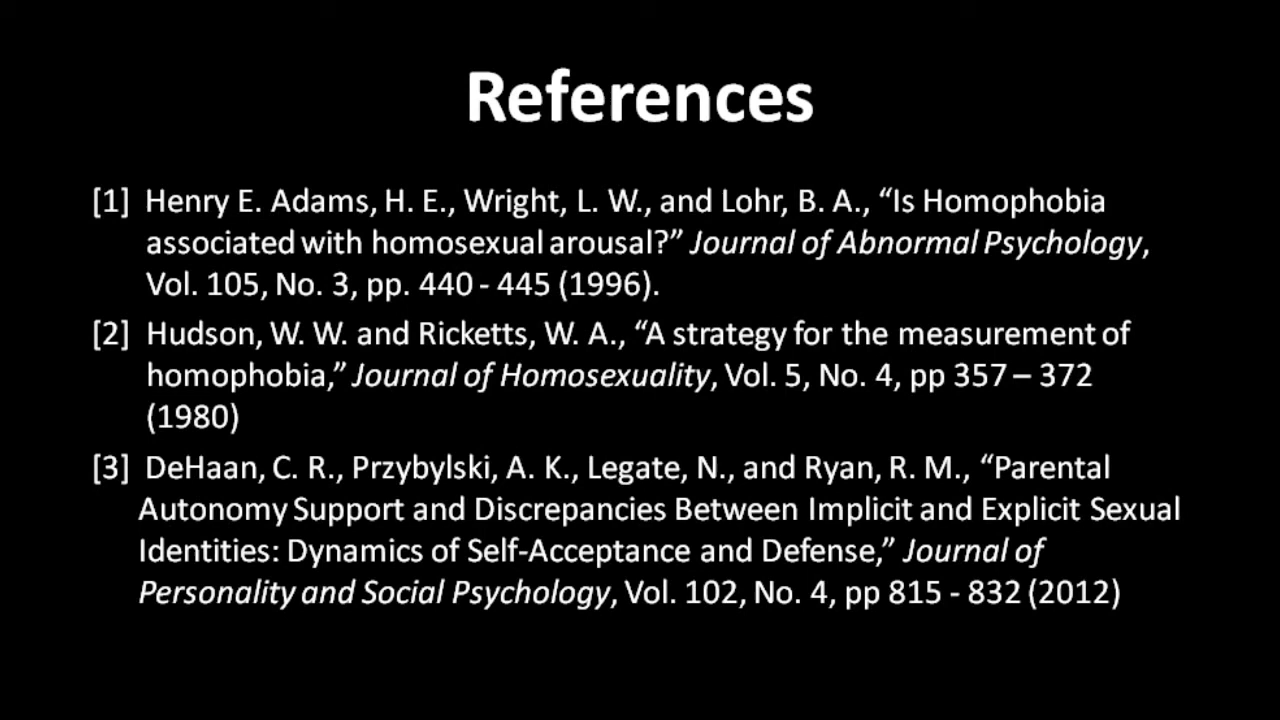 References
[1] Henry E. Adams, H. E., Wright, L. W., and Lohr, B. A., “Is Homophobia
associated with homosexual arousal?” Journal of Abnormal Psychology,
Vol. 105, No. 3, pp. 440 - 445 (1996).
[2] Hudson, W. W. and Ricketts, W. A., “A strategy for the measurement of
homophobia,” Journal of Homosexuality, Vol. 5, No. 4, pp 357 – 372
(1980)
[3] DeHaan, C. R., Przybylski, A. K., Legate, N., and Ryan, R. M., “Parental
Autonomy Support and Discrepancies Between Implicit and Explicit Sexual
Identities: Dynamics of Self-Acceptance and Defense,” Journal of
Personality and Social Psychology, Vol. 102, No. 4, pp 815 - 832 (2012)